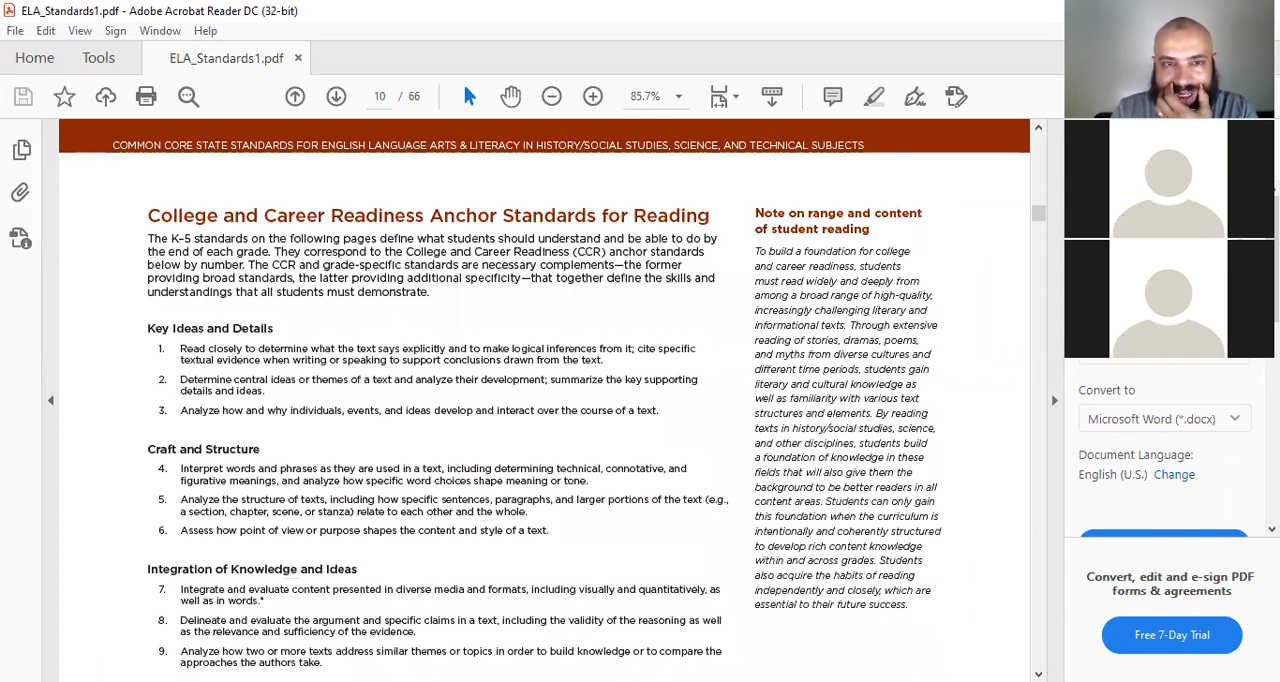 ELA_Standards1.pdf - Adobe Acrobat Reader DC (32-bit)
File Edit View Sign Window Help
Home Tools ELA_Standards1.pdf ×
10 / 66 85.7%
COMMON CORE STATE STANDARDS FOR ENGLISH LANGUAGE ARTS & LITERACY IN HISTORY/SOCIAL STUDIES, SCIENCE, AND TECHNICAL SUBJECTS
College and Career Readiness Anchor Standards for Reading
The K–5 standards on the following pages define what students should understand and be able to do by
the end of each grade. They correspond to the College and Career Readiness (CCR) anchor standards
below by number. The CCR and grade-specific standards are necessary complements—the former
providing broad standards, the latter providing additional specificity—that together define the skills and
understandings that all students must demonstrate.
Key Ideas and Details
1. Read closely to determine what the text says explicitly and to make logical inferences from it; cite specific
textual evidence when writing or speaking to support conclusions drawn from the text.
2. Determine central ideas or themes of a text and analyze their development; summarize the key supporting
details and ideas.
3. Analyze how and why individuals, events, and ideas develop and interact over the course of a text.
Craft and Structure
4. Interpret words and phrases as they are used in a text, including determining technical, connotative, and
figurative meanings, and analyze how specific word choices shape meaning or tone.
5. Analyze the structure of texts, including how specific sentences, paragraphs, and larger portions of the text (e.g.,
a section, chapter, scene, or stanza) relate to each other and the whole.
6. Assess how point of view or purpose shapes the content and style of a text.
Integration of Knowledge and Ideas
7. Integrate and evaluate content presented in diverse media and formats, including visually and quantitatively, as
well as in words.*
8. Delineate and evaluate the argument and specific claims in a text, including the validity of the reasoning as well
as the relevance and sufficiency of the evidence.
9. Analyze how two or more texts address similar themes or topics in order to build knowledge or to compare the
approaches the authors take.
Note on range and content
of student reading
To build a foundation for college
and career readiness, students
must read widely and deeply from
among a broad range of high-quality,
increasingly challenging literary and
informational texts. Through extensive
reading of stories, dramas, poems,
and myths from diverse cultures and
different time periods, students gain
literary and cultural knowledge as
well as familiarity with various text
structures and elements. By reading
texts in history/social studies, science,
and other disciplines, students build
a foundation of knowledge in these
fields that will also give them the
background to be better readers in all
content areas. Students can only gain
this foundation when the curriculum is
intentionally and coherently structured
to develop rich content knowledge
within and across grades. Students
also acquire the habits of reading
independently and closely, which are
essential to their future success.
Convert to
Microsoft Word (*.docx)
Document Language:
English (U.S.) Change
Convert, edit and e-sign PDF
forms & agreements
Free 7-Day Trial